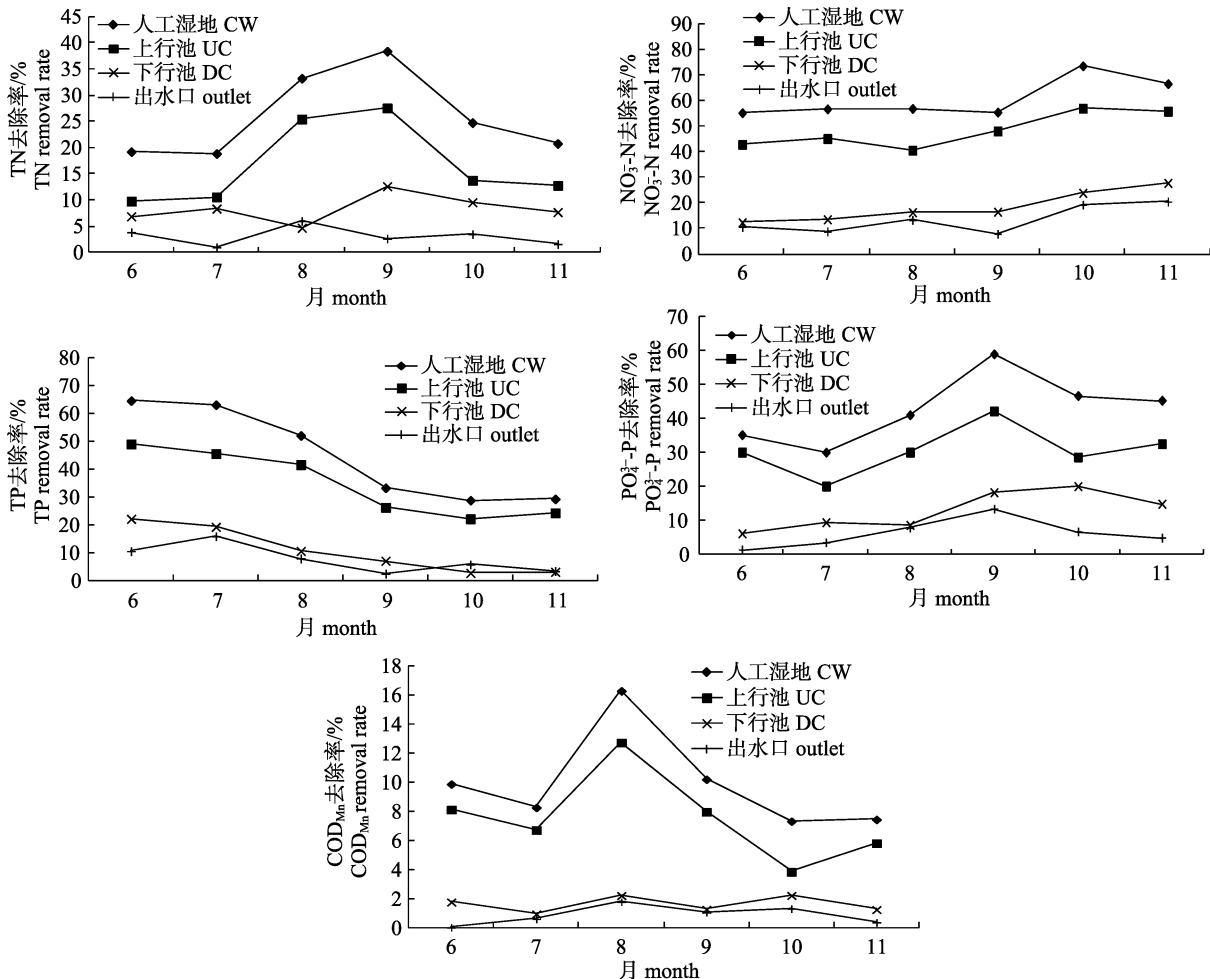 TN去除率/%
TN removal rate
45
40
35
30
25
20
15
10
5
0
人工湿地 CW
上行池 UC
下行池 DC
出水口 outlet
6 7 8 9 10 11
月 month
NO₃⁻-N去除率/%
NO₃⁻-N removal rate
90
80
70
60
50
40
30
20
10
0
人工湿地 CW
上行池 UC
下行池 DC
出水口 outlet
6 7 8 9 10 11
月 month
TP去除率/%
TP removal rate
80
70
60
50
40
30
20
10
0
人工湿地 CW
上行池 UC
下行池 DC
出水口 outlet
6 7 8 9 10 11
月 month
PO₄³⁻-P去除率/%
PO₄³⁻-P removal rate
70
60
50
40
30
20
10
0
人工湿地 CW
上行池 UC
下行池 DC
出水口 outlet
6 7 8 9 10 11
月 month
COD_Mn去除率/%
COD_Mn removal rate
18
16
14
12
10
8
6
4
2
0
人工湿地 CW
上行池 UC
下行池 DC
出水口 outlet
6 7 8 9 10 11
月 month